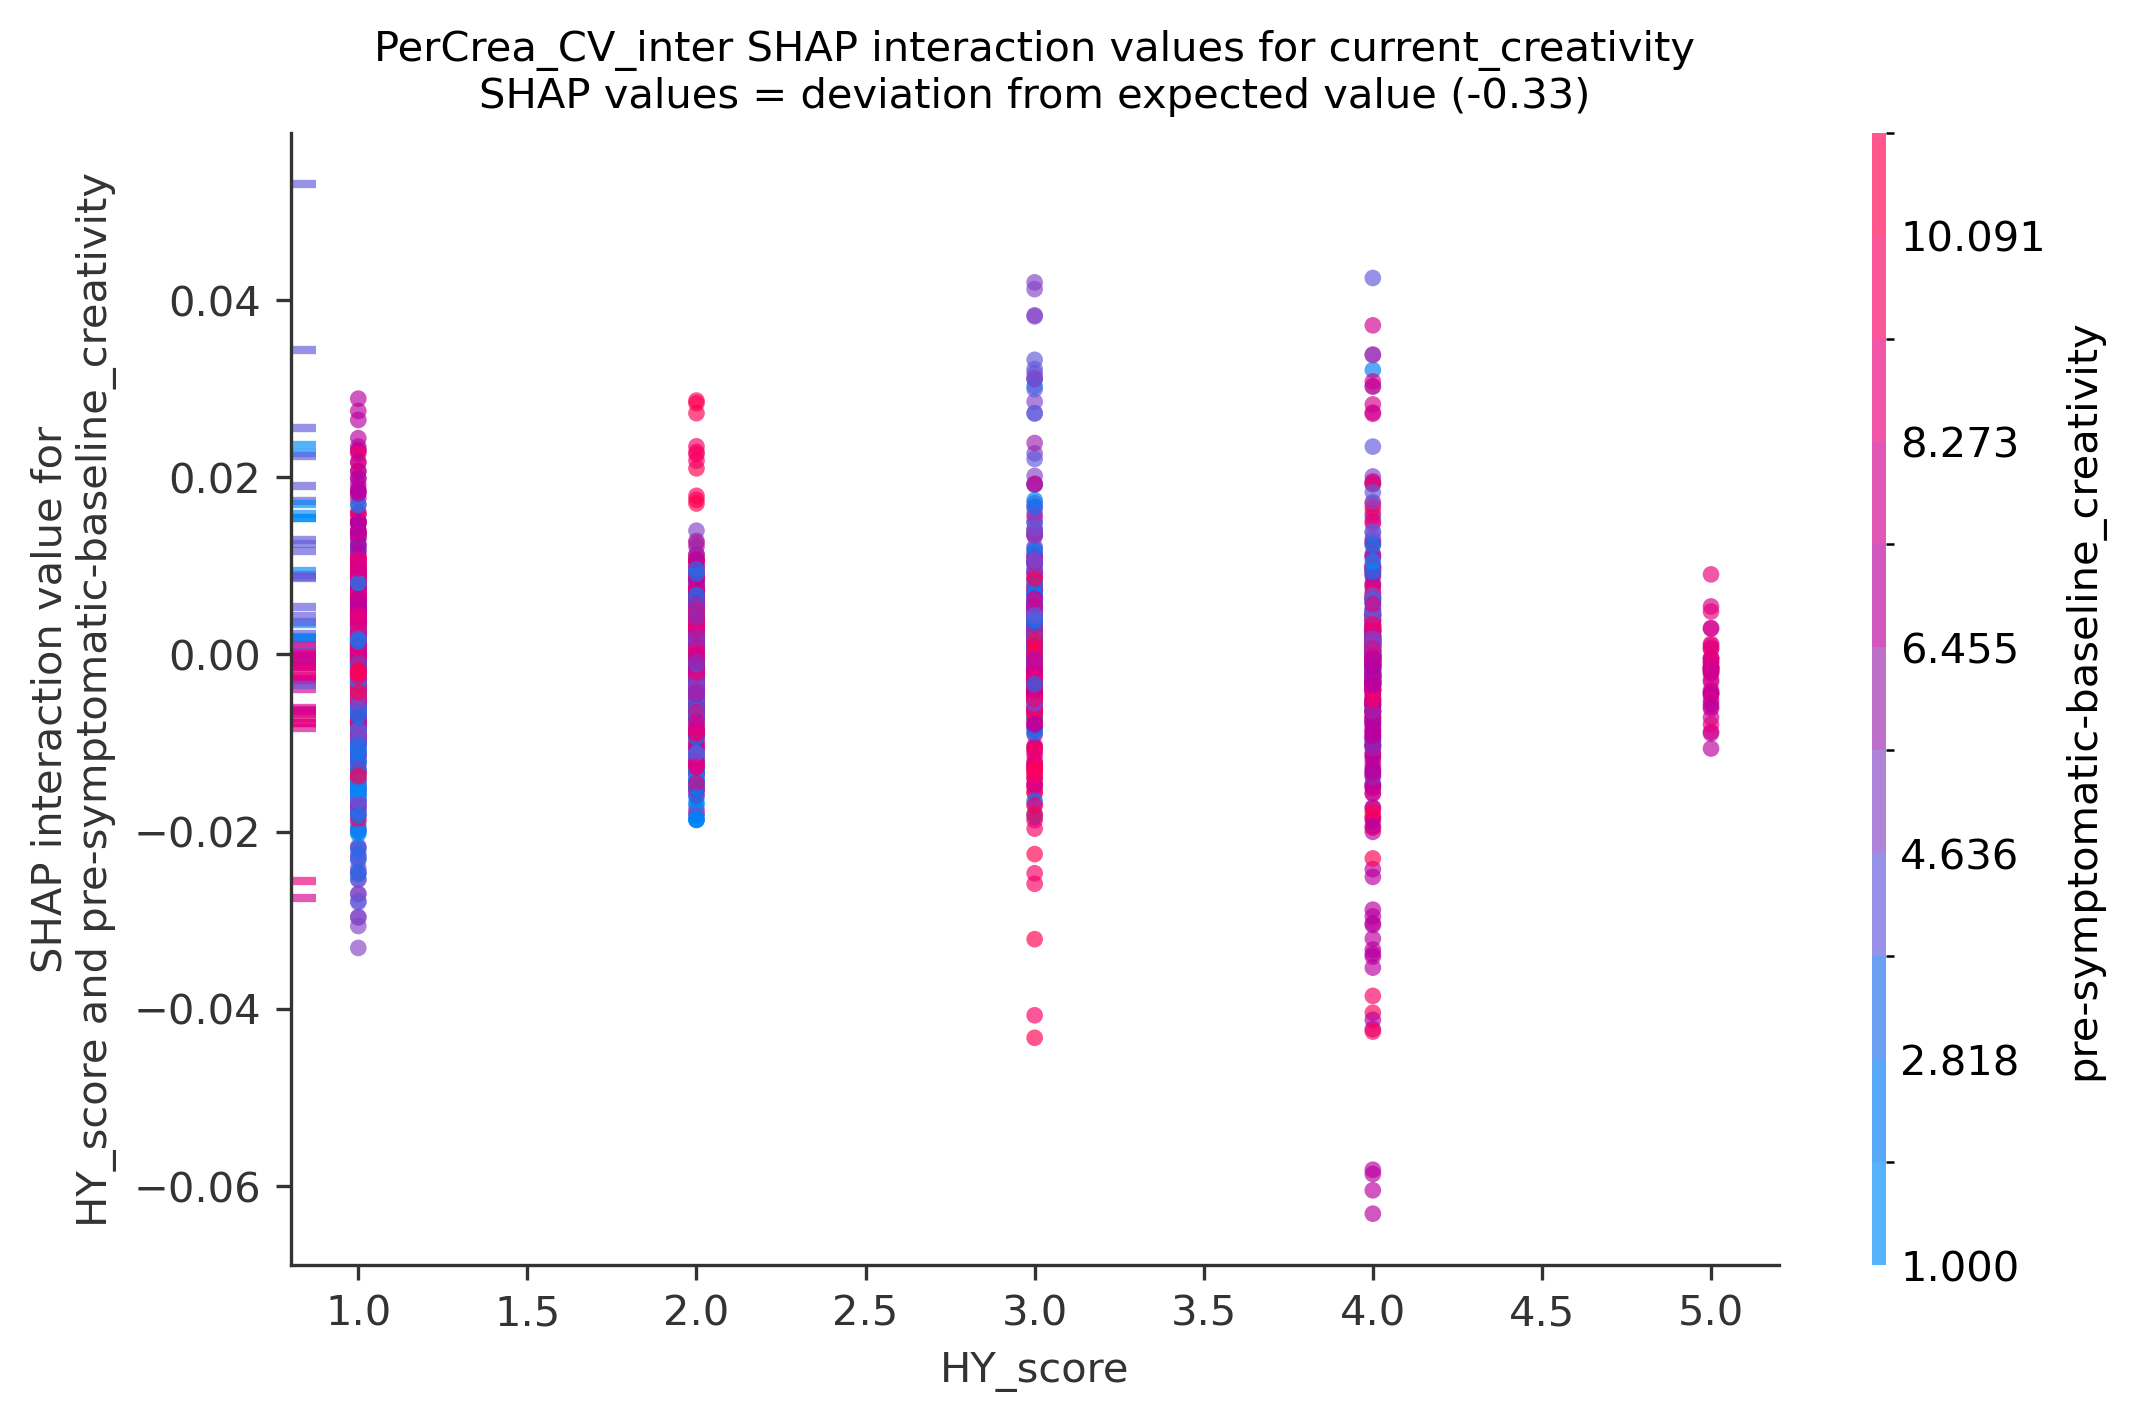 PerCrea_CV_inter SHAP interaction values for current_creativity
SHAP values = deviation from expected value (-0.33)
SHAP interaction value for
HY_score and pre-symptomatic-baseline_creativity
0.04
0.02
0.00
−0.02
−0.04
−0.06
1.0 1.5 2.0 2.5 3.0 3.5 4.0 4.5 5.0
HY_score
10.091
8.273
6.455
4.636
2.818
1.000
pre-symptomatic-baseline_creativity